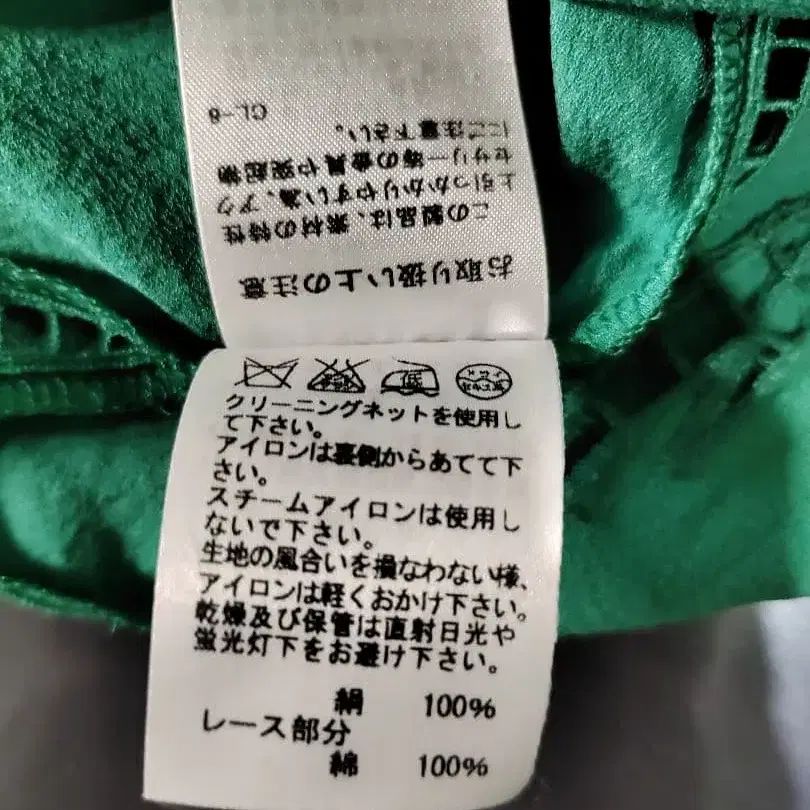 お取り扱い上の注意
この製品は、素材の特性
上引っかかりやすい為、アク
セサリー等の金具や突起物
にご注意下さい。
CL-6
クリーニングネットを使用し
て下さい。
アイロンは裏側からあてて下
さい。
スチームアイロンは使用し
ないで下さい。
生地の風合いを損なわない様、
アイロンは軽くおかけ下さい。
乾燥及び保管は直射日光や
蛍光灯下をお避け下さい。
絹 100%
レース部分
綿 100%